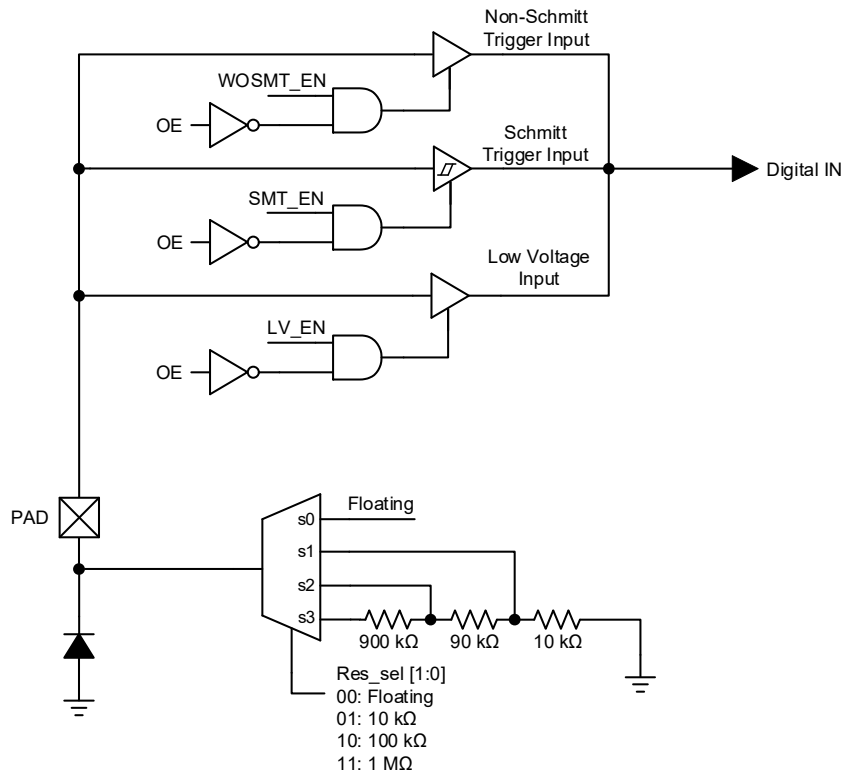 Non-Schmitt
Trigger Input
WOSMT_EN
OE
Schmitt
Trigger Input
Digital IN
SMT_EN
OE
Low Voltage
Input
LV_EN
OE
PAD
Floating
s0
s1
s2
s3
900 kΩ
90 kΩ
10 kΩ
Res_sel [1:0]
00: Floating
01: 10 kΩ
10: 100 kΩ
11: 1 MΩ